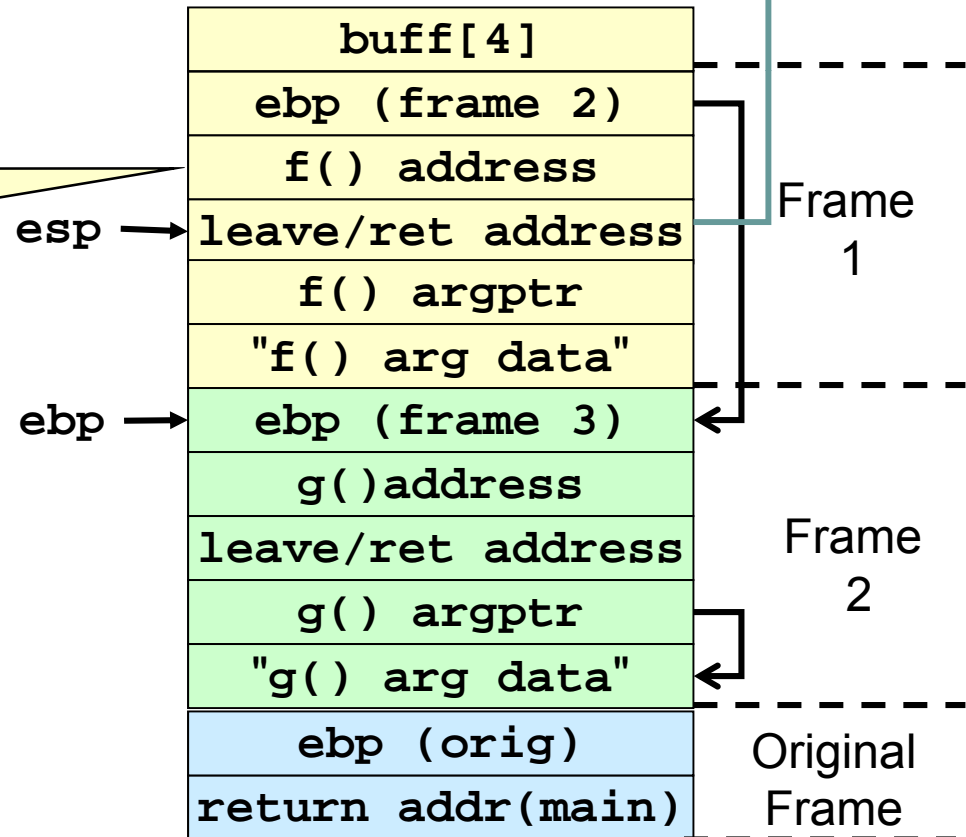 buff[4]
ebp (frame 2)
f() address
esp
leave/ret address
Frame
1
f() argptr
"f() arg data"
ebp
ebp (frame 3)
g()address
leave/ret address
Frame
2
g() argptr
"g() arg data"
ebp (orig)
Original
Frame
return addr(main)